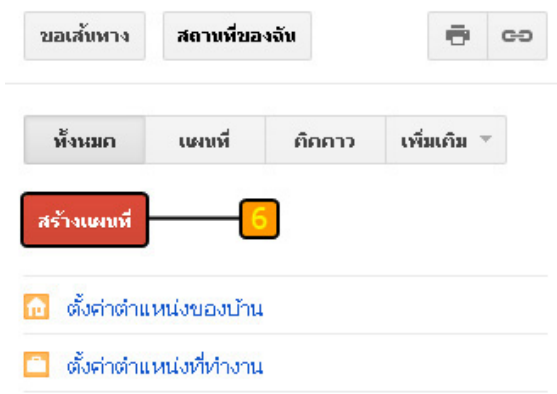 ขอเส้นทาง สถานที่ของฉัน
ทั้งหมด แผนที่ ติดดาว เพิ่มเติม
สร้างแผนที่ 6
ตั้งค่าตำแหน่งของบ้าน
ตั้งค่าตำแหน่งที่ทำงาน